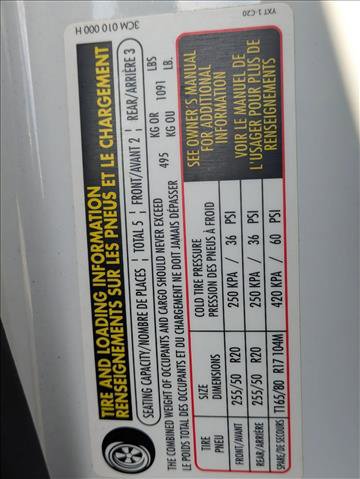 3CM 010 000 H
YXT 1-C20
TIRE AND LOADING INFORMATION
RENSEIGNEMENTS SUR LES PNEUS ET LE CHARGEMENT
SEATING CAPACITY/NOMBRE DE PLACES TOTAL 5 FRONT/AVANT 2 REAR/ARRIÈRE 3
THE COMBINED WEIGHT OF OCCUPANTS AND CARGO SHOULD NEVER EXCEED 495 KG OR 1091 LBS
LE POIDS TOTAL DES OCCUPANTS ET DU CHARGEMENT NE DOIT JAMAIS DÉPASSER KG OU LB.
TIRE SIZE COLD TIRE PRESSURE
PNEU DIMENSIONS PRESSION DES PNEUS À FROID
FRONT/AVANT 255/50 R20 250 KPA / 36 PSI
REAR/ARRIÈRE 255/50 R20 250 KPA / 36 PSI
SPARE/DE SECOURS T165/80 R17 104M 420 KPA / 60 PSI
SEE OWNER'S MANUAL
FOR ADDITIONAL
INFORMATION
VOIR LE MANUEL DE
L'USAGER POUR PLUS DE
RENSEIGNEMENTS